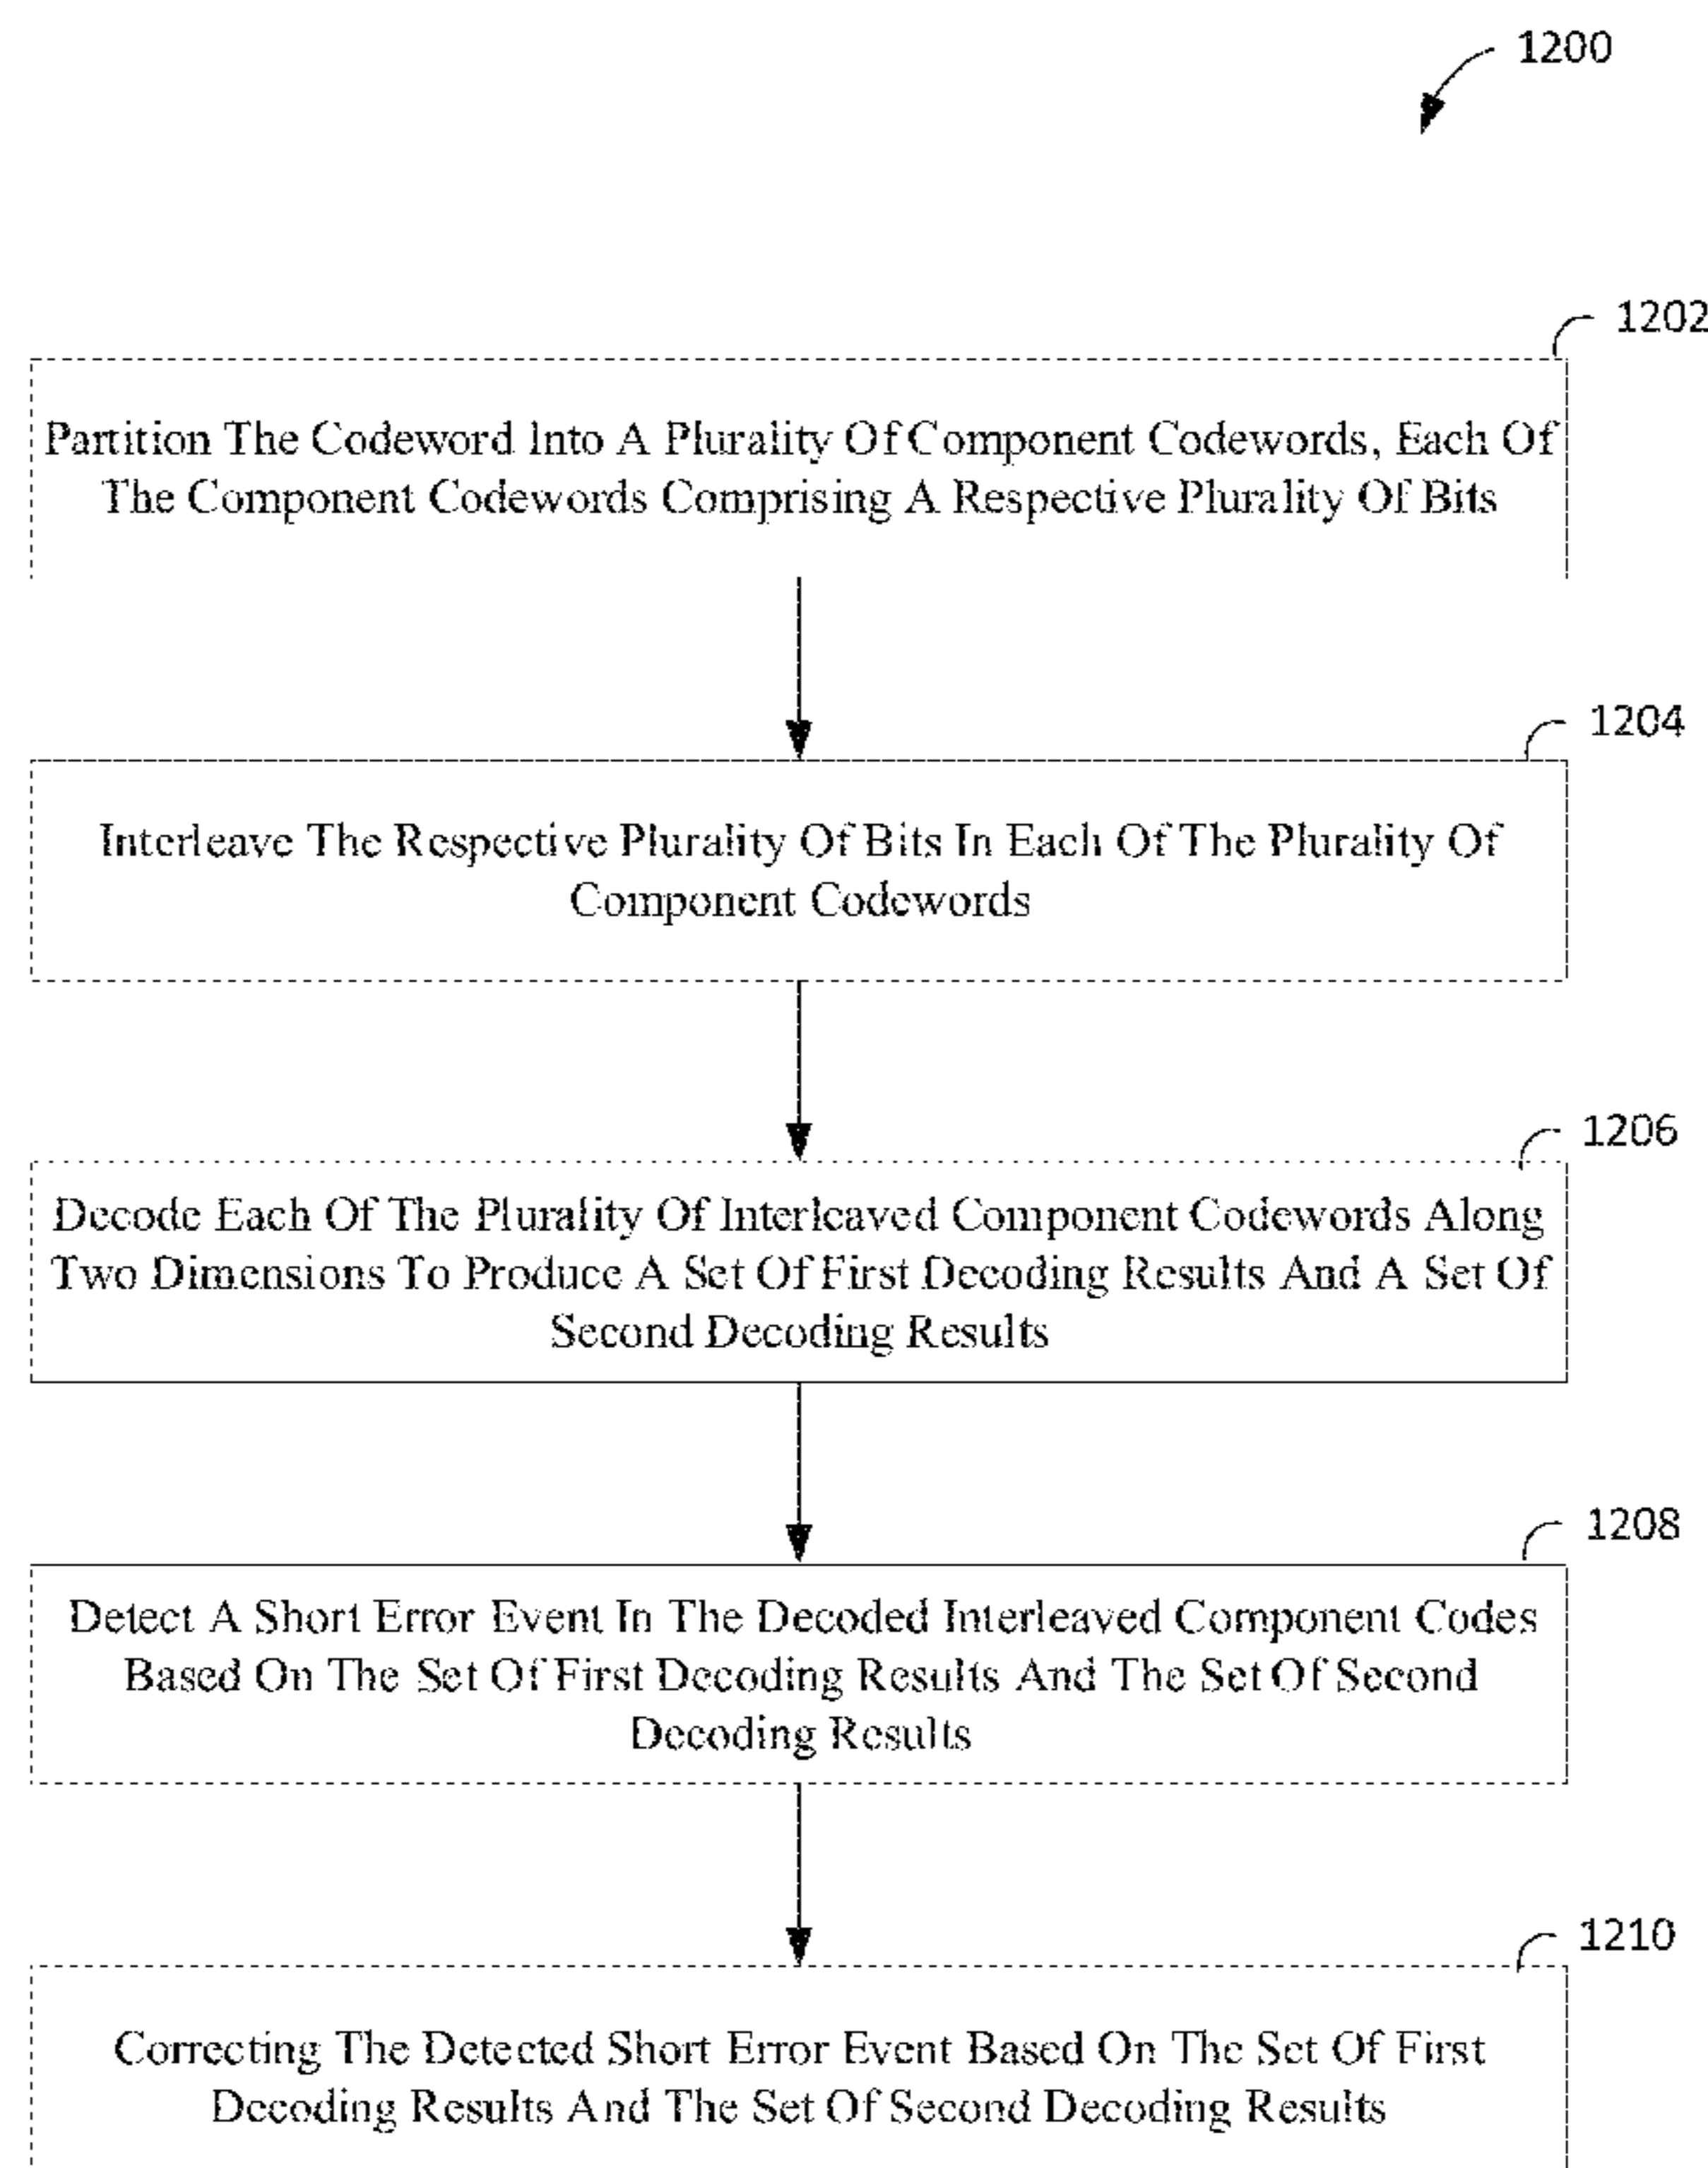 1200
1202
Partition The Codeword Into A Plurality Of Component Codewords, Each Of
The Component Codewords Comprising A Respective Plurality Of Bits
1204
Interleave The Respective Plurality Of Bits In Each Of The Plurality Of
Component Codewords
1206
Decode Each Of The Plurality Of Interleaved Component Codewords Along
Two Dimensions To Produce A Set Of First Decoding Results And A Set Of
Second Decoding Results
1208
Detect A Short Error Event In The Decoded Interleaved Component Codes
Based On The Set Of First Decoding Results And The Set Of Second
Decoding Results
1210
Correcting The Detected Short Error Event Based On The Set Of First
Decoding Results And The Set Of Second Decoding Results